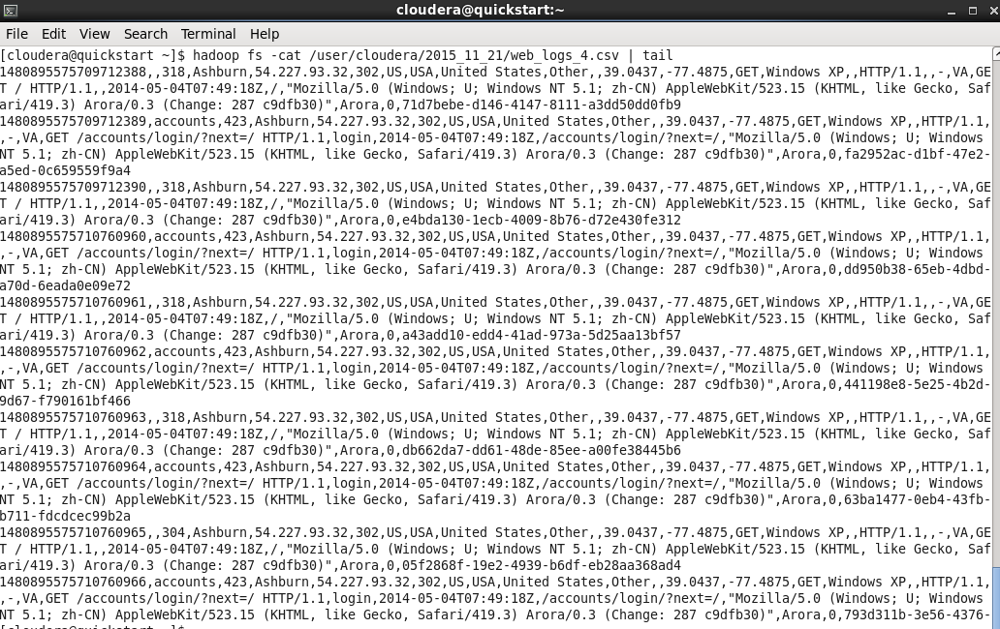 cloudera@quickstart:~
File Edit View Search Terminal Help
[cloudera@quickstart ~]$ hadoop fs -cat /user/cloudera/2015_11_21/web_logs_4.csv | tail
1480895575709712388,,318,Ashburn,54.227.93.32,302,US,USA,United States,Other,,39.0437,-77.4875,GET,Windows XP,,HTTP/1.1,,-,VA,GE
T / HTTP/1.1,,2014-05-04T07:49:18Z,/,"Mozilla/5.0 (Windows; U; Windows NT 5.1; zh-CN) AppleWebKit/523.15 (KHTML, like Gecko, Saf
ari/419.3) Arora/0.3 (Change: 287 c9dfb30)",Arora,0,71d7bebe-d146-4147-8111-a3dd50dd0fb9
1480895575709712389,accounts,423,Ashburn,54.227.93.32,302,US,USA,United States,Other,,39.0437,-77.4875,GET,Windows XP,,HTTP/1.1,
,-,VA,GET /accounts/login/?next=/ HTTP/1.1,login,2014-05-04T07:49:18Z,/accounts/login/?next=/,"Mozilla/5.0 (Windows; U; Windows
NT 5.1; zh-CN) AppleWebKit/523.15 (KHTML, like Gecko, Safari/419.3) Arora/0.3 (Change: 287 c9dfb30)",Arora,0,fa2952ac-d1bf-47e2-
a5ed-0c659559f9a4
1480895575709712390,,318,Ashburn,54.227.93.32,302,US,USA,United States,Other,,39.0437,-77.4875,GET,Windows XP,,HTTP/1.1,,-,VA,GE
T / HTTP/1.1,,2014-05-04T07:49:18Z,/,"Mozilla/5.0 (Windows; U; Windows NT 5.1; zh-CN) AppleWebKit/523.15 (KHTML, like Gecko, Saf
ari/419.3) Arora/0.3 (Change: 287 c9dfb30)",Arora,0,e4bda130-1ecb-4009-8b76-d72e430fe312
1480895575710760960,accounts,423,Ashburn,54.227.93.32,302,US,USA,United States,Other,,39.0437,-77.4875,GET,Windows XP,,HTTP/1.1,
,-,VA,GET /accounts/login/?next=/ HTTP/1.1,login,2014-05-04T07:49:18Z,/accounts/login/?next=/,"Mozilla/5.0 (Windows; U; Windows
NT 5.1; zh-CN) AppleWebKit/523.15 (KHTML, like Gecko, Safari/419.3) Arora/0.3 (Change: 287 c9dfb30)",Arora,0,dd950b38-65eb-4dbd-
a70d-6eada0e09e72
1480895575710760961,,318,Ashburn,54.227.93.32,302,US,USA,United States,Other,,39.0437,-77.4875,GET,Windows XP,,HTTP/1.1,,-,VA,GE
T / HTTP/1.1,,2014-05-04T07:49:18Z,/,"Mozilla/5.0 (Windows; U; Windows NT 5.1; zh-CN) AppleWebKit/523.15 (KHTML, like Gecko, Saf
ari/419.3) Arora/0.3 (Change: 287 c9dfb30)",Arora,0,a43add10-edd4-41ad-973a-5d25aa13bf57
1480895575710760962,accounts,423,Ashburn,54.227.93.32,302,US,USA,United States,Other,,39.0437,-77.4875,GET,Windows XP,,HTTP/1.1,
,-,VA,GET /accounts/login/?next=/ HTTP/1.1,login,2014-05-04T07:49:18Z,/accounts/login/?next=/,"Mozilla/5.0 (Windows; U; Windows
NT 5.1; zh-CN) AppleWebKit/523.15 (KHTML, like Gecko, Safari/419.3) Arora/0.3 (Change: 287 c9dfb30)",Arora,0,441198e8-5e25-4b2d-
9d67-f790161bf466
1480895575710760963,,318,Ashburn,54.227.93.32,302,US,USA,United States,Other,,39.0437,-77.4875,GET,Windows XP,,HTTP/1.1,,-,VA,GE
T / HTTP/1.1,,2014-05-04T07:49:18Z,/,"Mozilla/5.0 (Windows; U; Windows NT 5.1; zh-CN) AppleWebKit/523.15 (KHTML, like Gecko, Saf
ari/419.3) Arora/0.3 (Change: 287 c9dfb30)",Arora,0,db662da7-dd61-48de-85ee-a00fe38445b6
1480895575710760964,accounts,423,Ashburn,54.227.93.32,302,US,USA,United States,Other,,39.0437,-77.4875,GET,Windows XP,,HTTP/1.1,
,-,VA,GET /accounts/login/?next=/ HTTP/1.1,login,2014-05-04T07:49:18Z,/accounts/login/?next=/,"Mozilla/5.0 (Windows; U; Windows
NT 5.1; zh-CN) AppleWebKit/523.15 (KHTML, like Gecko, Safari/419.3) Arora/0.3 (Change: 287 c9dfb30)",Arora,0,63ba1477-0eb4-43fb-
b711-fdcdcec99b2a
1480895575710760965,,304,Ashburn,54.227.93.32,302,US,USA,United States,Other,,39.0437,-77.4875,GET,Windows XP,,HTTP/1.1,,-,VA,GE
T / HTTP/1.1,,2014-05-04T07:49:18Z,/,"Mozilla/5.0 (Windows; U; Windows NT 5.1; zh-CN) AppleWebKit/523.15 (KHTML, like Gecko, Saf
ari/419.3) Arora/0.3 (Change: 287 c9dfb30)",Arora,0,05f2868f-19e2-4939-b6df-eb28aa368ad4
1480895575710760966,accounts,423,Ashburn,54.227.93.32,302,US,USA,United States,Other,,39.0437,-77.4875,GET,Windows XP,,HTTP/1.1,
,-,VA,GET /accounts/login/?next=/ HTTP/1.1,login,2014-05-04T07:49:18Z,/accounts/login/?next=/,"Mozilla/5.0 (Windows; U; Windows
NT 5.1; zh-CN) AppleWebKit/523.15 (KHTML, like Gecko, Safari/419.3) Arora/0.3 (Change: 287 c9dfb30)",Arora,0,793d311b-3e56-4376-